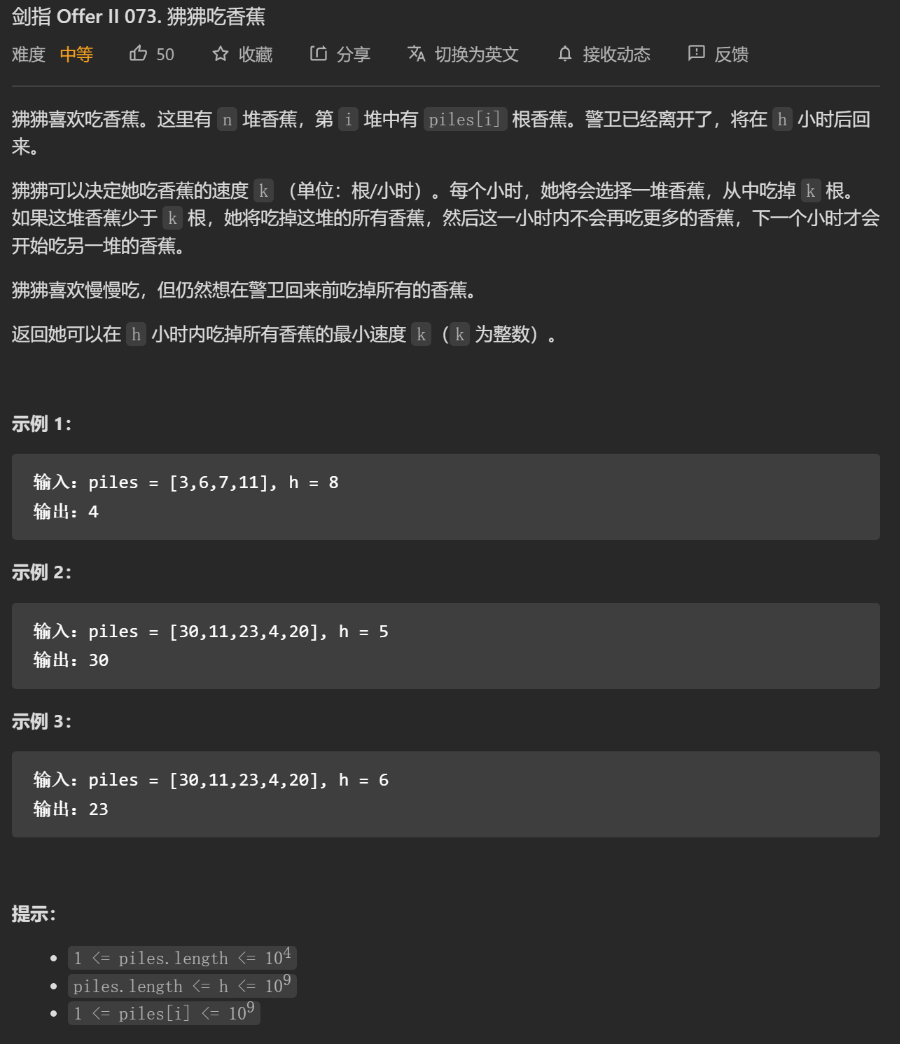 剑指 Offer II 073. 狒狒吃香蕉
难度 中等 50 收藏 分享 切换为英文 接收动态 反馈
狒狒喜欢吃香蕉。这里有 n 堆香蕉，第 i 堆中有 piles[i] 根香蕉。警卫已经离开了，将在 h 小时后回
来。
狒狒可以决定她吃香蕉的速度 k （单位：根/小时）。每个小时，她将会选择一堆香蕉，从中吃掉 k 根。
如果这堆香蕉少于 k 根，她将吃掉这堆的所有香蕉，然后这一小时内不会再吃更多的香蕉，下一个小时才会
开始吃另一堆的香蕉。
狒狒喜欢慢慢吃，但仍然想在警卫回来前吃掉所有的香蕉。
返回她可以在 h 小时内吃掉所有香蕉的最小速度 k（k 为整数）。
示例 1：
输入：piles = [3,6,7,11], h = 8
输出：4
示例 2：
输入：piles = [30,11,23,4,20], h = 5
输出：30
示例 3：
输入：piles = [30,11,23,4,20], h = 6
输出：23
提示：
• 1 <= piles.length <= 10⁴
• piles.length <= h <= 10⁹
• 1 <= piles[i] <= 10⁹